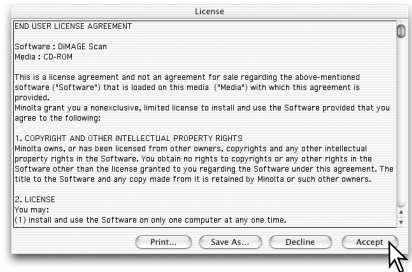 License
END USER LICENSE AGREEMENT
Software : DiMAGE Scan
Media : CD-ROM
This is a license agreement and not an agreement for sale regarding the above-mentioned
software ("Software") that is loaded on this media ("Media") with which this agreement is
provided.
Minolta grant you a nonexclusive, limited license to install and use the Software provided that you
agree to the following:
1. COPYRIGHT AND OTHER INTELLECTUAL PROPERTY RIGHTS
Minolta owns, or has been licensed from other owners, copyrights and any other intellectual
property rights in the Software. You obtain no rights to copyrights or any other rights in the
Software other than the license granted to you regarding the Software under this agreement. The
title to the Software and any copy made from it is retained by Minolta or such other owners.
2. LICENSE
You may:
(1) install and use the Software on only one computer at any one time.
Print... Save As... Decline Accept